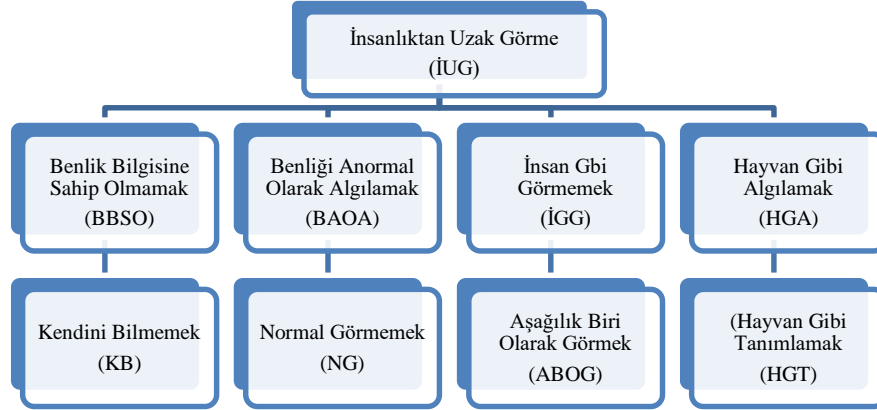 İnsanlıktan Uzak Görme
(İUG)
Benlik Bilgisine
Sahip Olmamak
(BBSO)
Benliği Anormal
Olarak Algılamak
(BAOA)
İnsan Gbi
Görmemek
(İGG)
Hayvan Gibi
Algılamak
(HGA)
Kendini Bilmemek
(KB)
Normal Görmemek
(NG)
Aşağılık Biri
Olarak Görmek
(ABOG)
(Hayvan Gibi
Tanımlamak
(HGT)